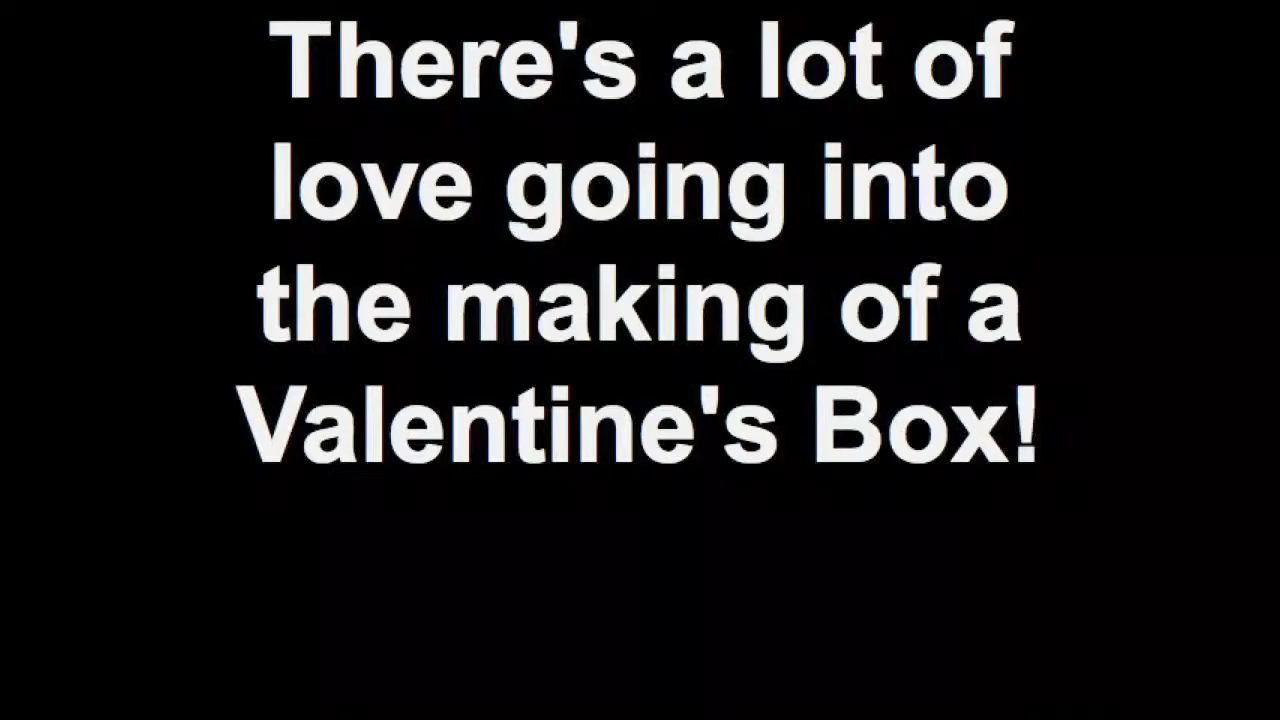 There's a lot of
love going into
the making of a
Valentine's Box!